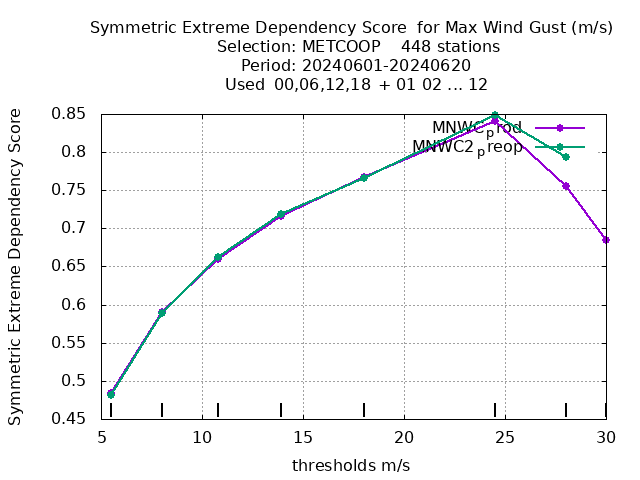 Symmetric Extreme Dependency Score for Max Wind Gust (m/s)
Selection: METCOOP 448 stations
Period: 20240601-20240620
Used 00,06,12,18 + 01 02 ... 12
Symmetric Extreme Dependency Score
0.85
0.8
0.75
0.7
0.65
0.6
0.55
0.5
0.45
MNWC_prod
MNWC2_preop
5 10 15 20 25 30
thresholds m/s